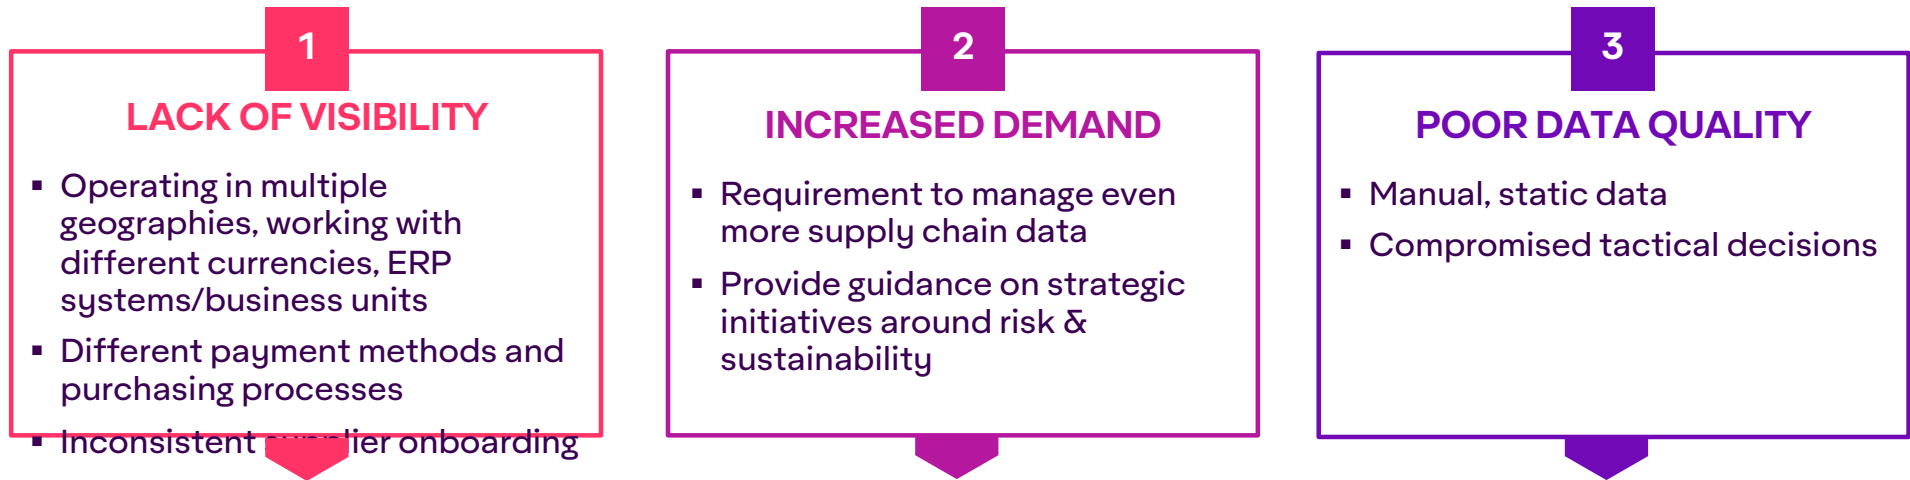 1
LACK OF VISIBILITY
▪ Operating in multiple
geographies, working with
different currencies, ERP
systems/business units
▪ Different payment methods and
purchasing processes
▪ Inconsistent supplier onboarding
2
INCREASED DEMAND
▪ Requirement to manage even
more supply chain data
▪ Provide guidance on strategic
initiatives around risk &
sustainability
3
POOR DATA QUALITY
▪ Manual, static data
▪ Compromised tactical decisions